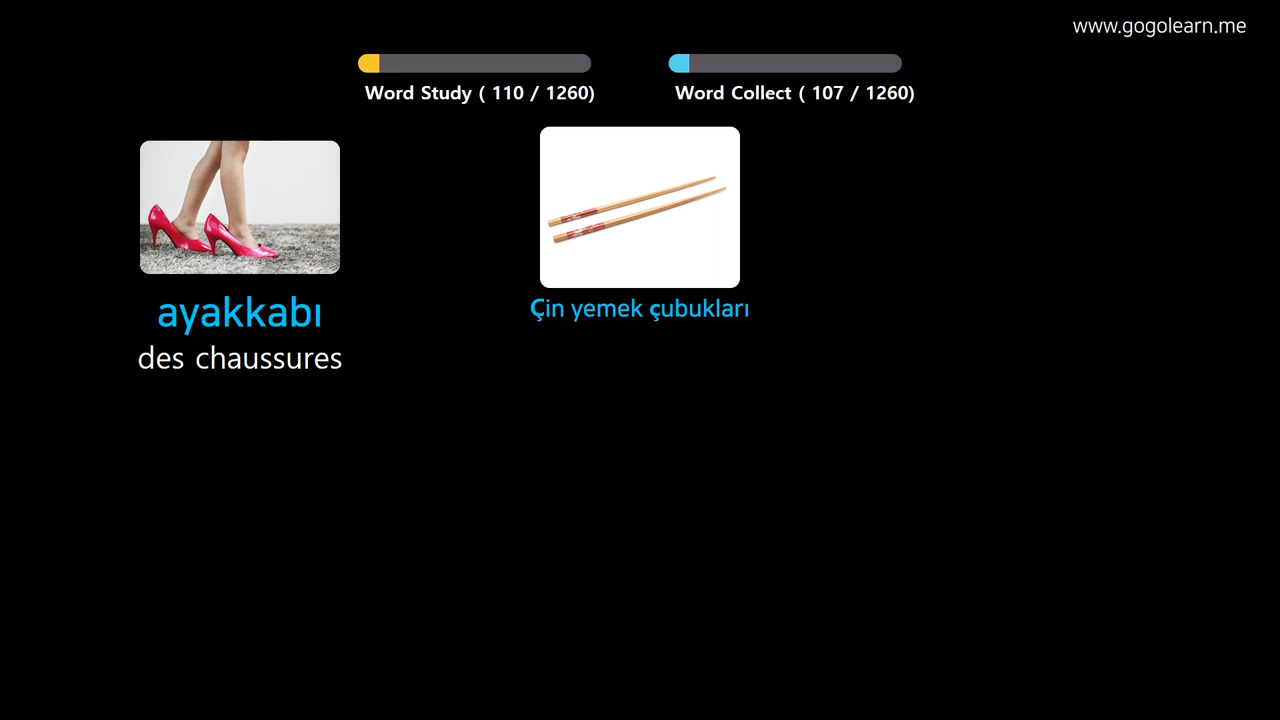 www.gogolearn.me
Word Study ( 110 / 1260)
Word Collect ( 107 / 1260)
ayakkabı
des chaussures
Çin yemek çubukları